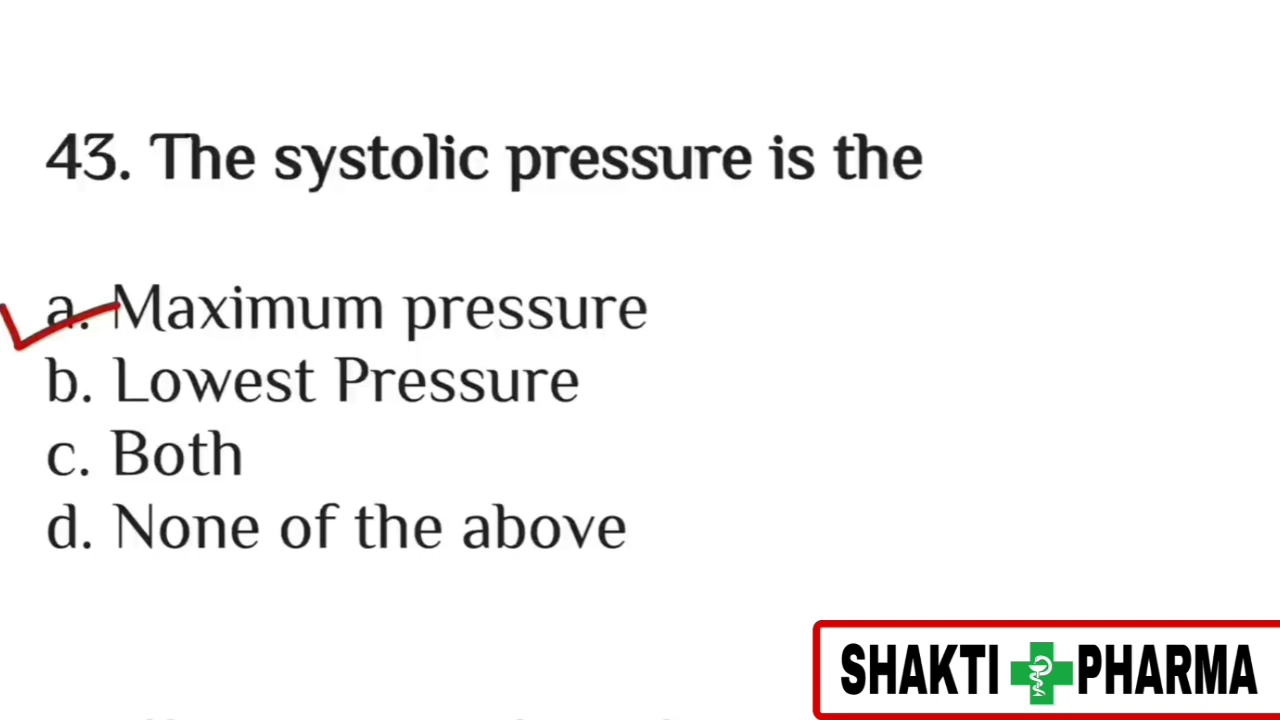 43. The systolic pressure is the
a. Maximum pressure
b. Lowest Pressure
c. Both
d. None of the above
SHAKTI PHARMA